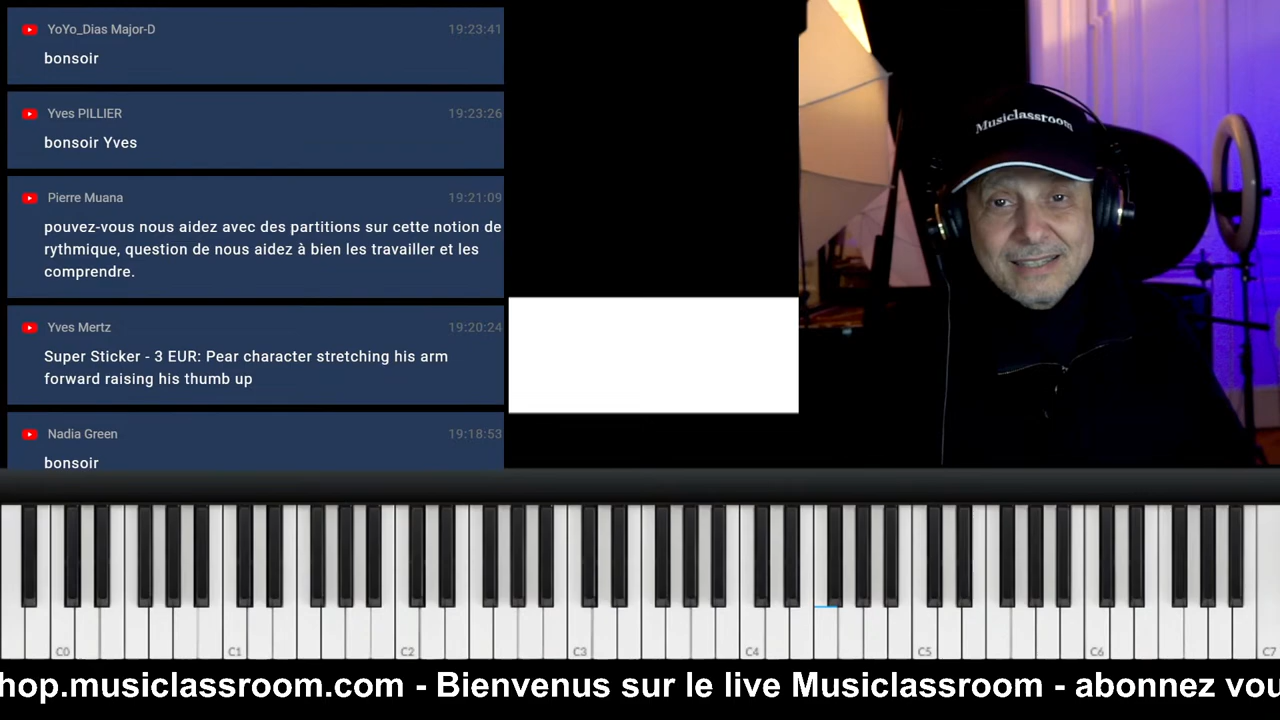 YoYo_Dias Major-D 19:23:41
bonsoir
Yves PILLIER 19:23:26
bonsoir Yves
Pierre Muana 19:21:09
pouvez-vous nous aidez avec des partitions sur cette notion de
rythmique, question de nous aidez à bien les travailler et les
comprendre.
Yves Mertz 19:20:24
Super Sticker - 3 EUR: Pear character stretching his arm
forward raising his thumb up
Nadia Green 19:18:53
bonsoir
Musiclassroom
C0 C1 C2 C3 C4 C5 C6 C7
hop.musiclassroom.com - Bienvenus sur le live Musiclassroom - abonnez vou